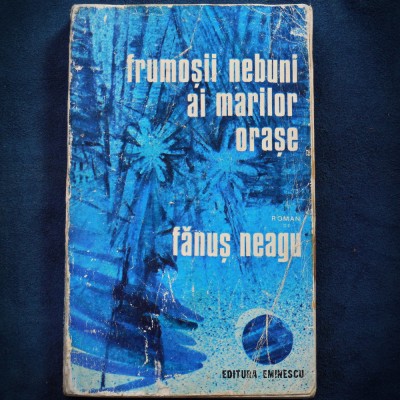 frumoșii nebuni
ai marilor
orașe
ROMAN
fănuș neagu
EDITURA EMINESCU